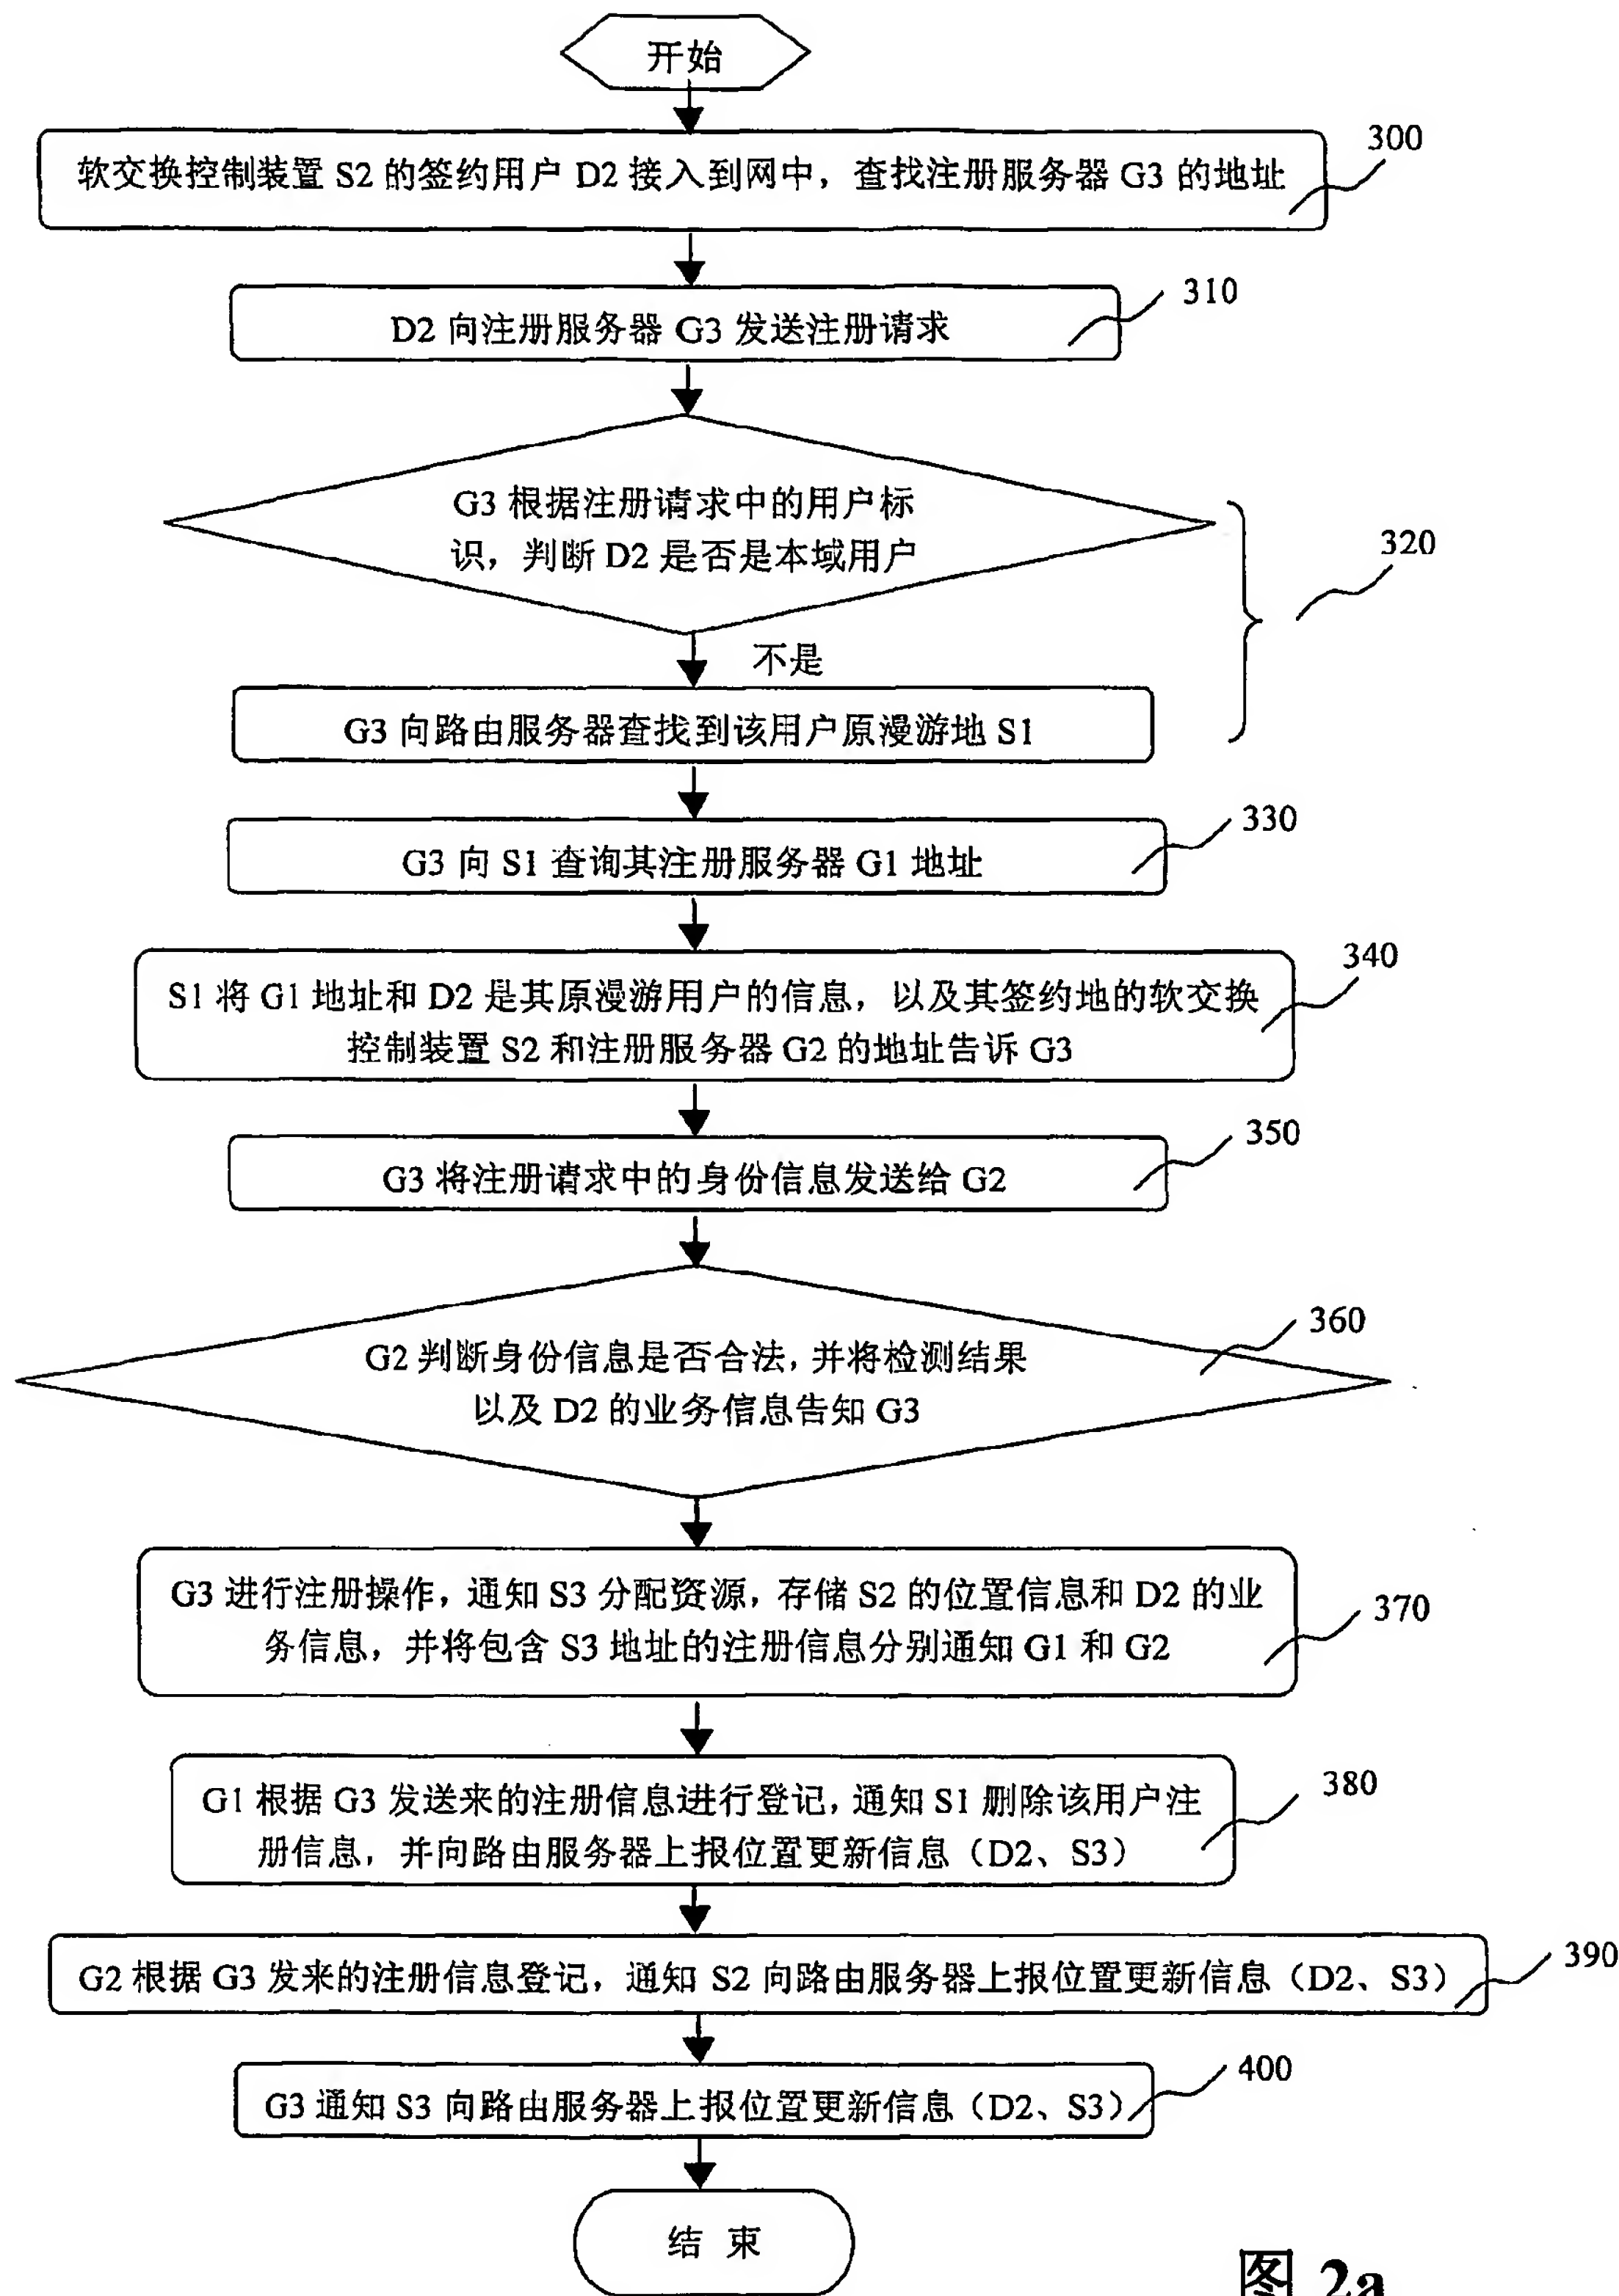 开始
300
软交换控制装置 S2 的签约用户 D2 接入到网中，查找注册服务器 G3 的地址
310
D2 向注册服务器 G3 发送注册请求
G3 根据注册请求中的用户标
识，判断 D2 是否是本域用户
320
不是
G3 向路由服务器查找到该用户原漫游地 S1
330
G3 向 S1 查询其注册服务器 G1 地址
340
S1 将 G1 地址和 D2 是其原漫游用户的信息，以及其签约地的软交换
控制装置 S2 和注册服务器 G2 的地址告诉 G3
350
G3 将注册请求中的身份信息发送给 G2
360
G2 判断身份信息是否合法，并将检测结果
以及 D2 的业务信息告知 G3
G3 进行注册操作，通知 S3 分配资源，存储 S2 的位置信息和 D2 的业
务信息，并将包含 S3 地址的注册信息分别通知 G1 和 G2
370
G1 根据 G3 发送来的注册信息进行登记，通知 S1 删除该用户注
册信息，并向路由服务器上报位置更新信息（D2、S3）
380
G2 根据 G3 发来的注册信息登记，通知 S2 向路由服务器上报位置更新信息（D2、S3）
390
G3 通知 S3 向路由服务器上报位置更新信息（D2、S3）
400
结 束
图 2a